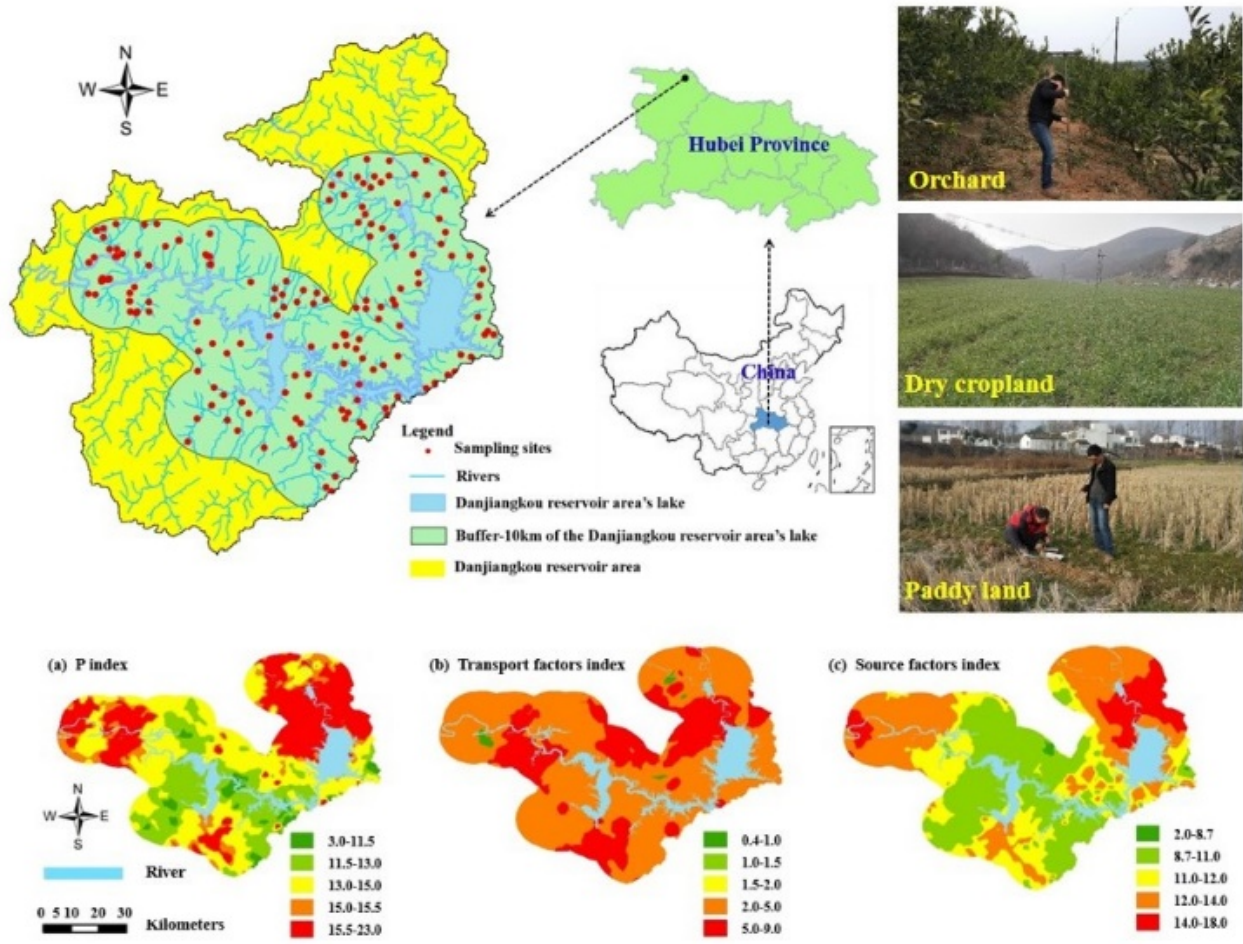 N
W E
S
Hubei Province
China
Orchard
Dry cropland
Paddy land
Legend
Sampling sites
Rivers
Danjiangkou reservoir area's lake
Buffer-10km of the Danjiangkou reservoir area's lake
Danjiangkou reservoir area
(a) P index
N
W E
S
River
0 5 10 20 30
Kilometers
3.0-11.5
11.5-13.0
13.0-15.0
15.0-15.5
15.5-23.0
(b) Transport factors index
0.4-1.0
1.0-1.5
1.5-2.0
2.0-5.0
5.0-9.0
(c) Source factors index
2.0-8.7
8.7-11.0
11.0-12.0
12.0-14.0
14.0-18.0